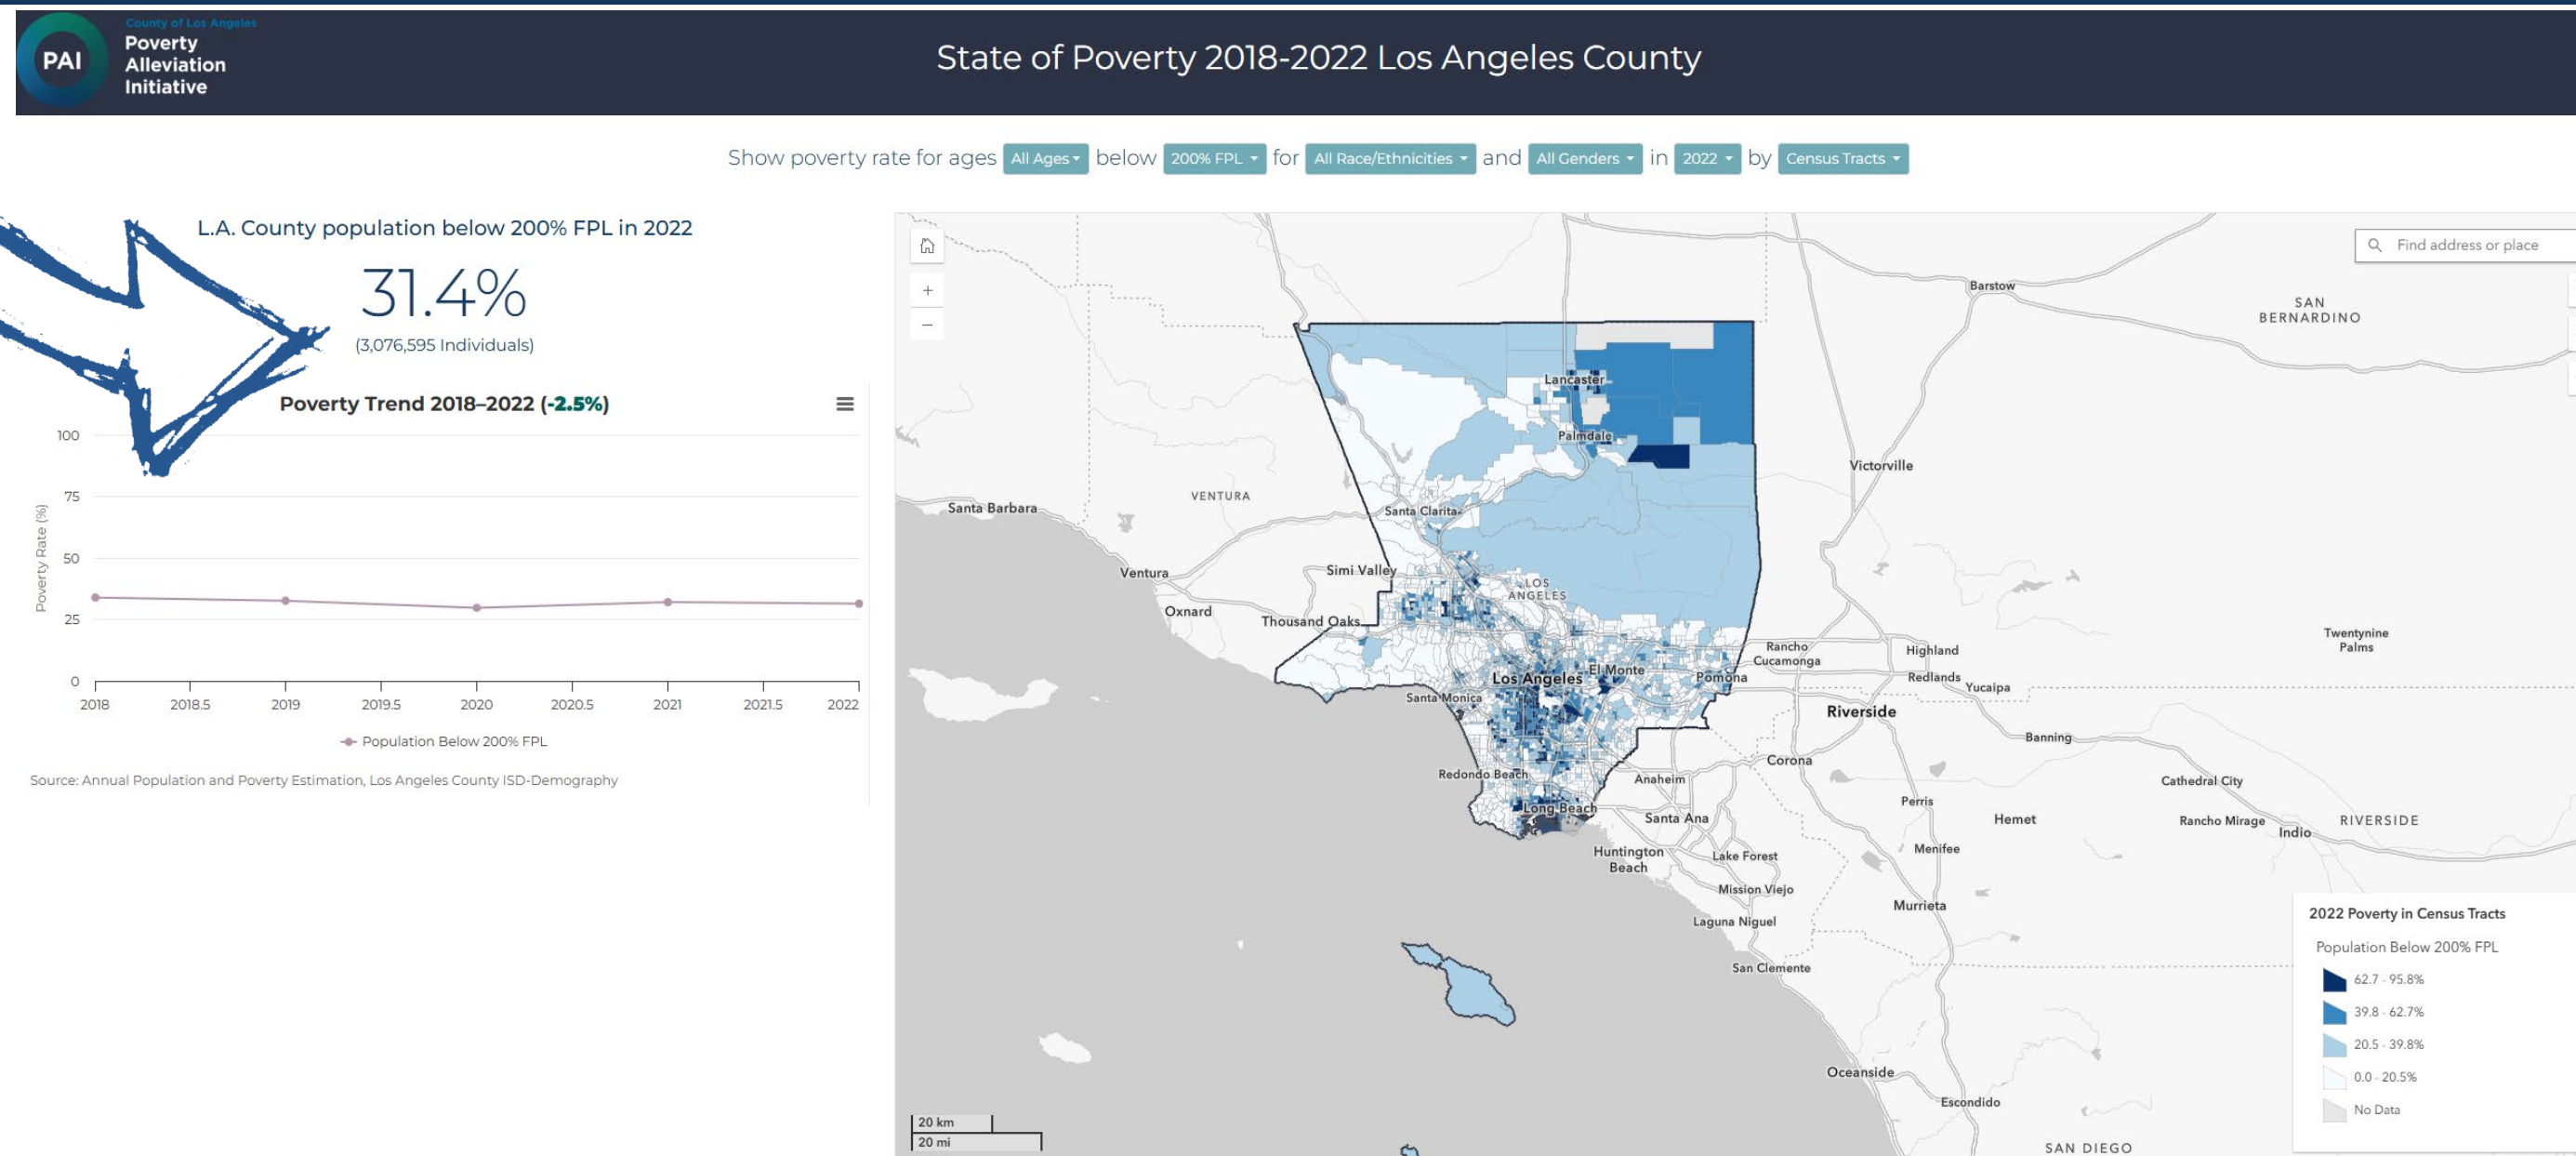 County of Los Angeles
PAI
Poverty
Alleviation
Initiative
State of Poverty 2018-2022 Los Angeles County
Show poverty rate for ages All Ages below 200% FPL for All Race/Ethnicities and All Genders in 2022 by Census Tracts
L.A. County population below 200% FPL in 2022
31.4%
(3,076,595 Individuals)
Poverty Trend 2018–2022 (-2.5%)
Poverty Rate (%)
100
75
50
25
0
2018 2018.5 2019 2019.5 2020 2020.5 2021 2021.5 2022
Population Below 200% FPL
Source: Annual Population and Poverty Estimation, Los Angeles County ISD-Demography
+
−
Find address or place
Barstow
SAN
BERNARDINO
Lancaster
Palmdale
Victorville
VENTURA
Santa Barbara
Santa Clarita
Ventura
Simi Valley
LOS
ANGELES
Oxnard
Thousand Oaks
Twentynine
Palms
Rancho
Cucamonga
Highland
El Monte
Los Angeles
Pomona
Redlands
Yucaipa
Santa Monica
Riverside
Banning
Corona
Redondo Beach
Anaheim
Cathedral City
Long Beach
Perris
Santa Ana
Hemet
Rancho Mirage
Indio
RIVERSIDE
Huntington
Beach
Lake Forest
Menifee
Mission Viejo
Murrieta
Laguna Niguel
San Clemente
Oceanside
Escondido
SAN DIEGO
20 km
20 mi
2022 Poverty in Census Tracts
Population Below 200% FPL
62.7 - 95.8%
39.8 - 62.7%
20.5 - 39.8%
0.0 - 20.5%
No Data